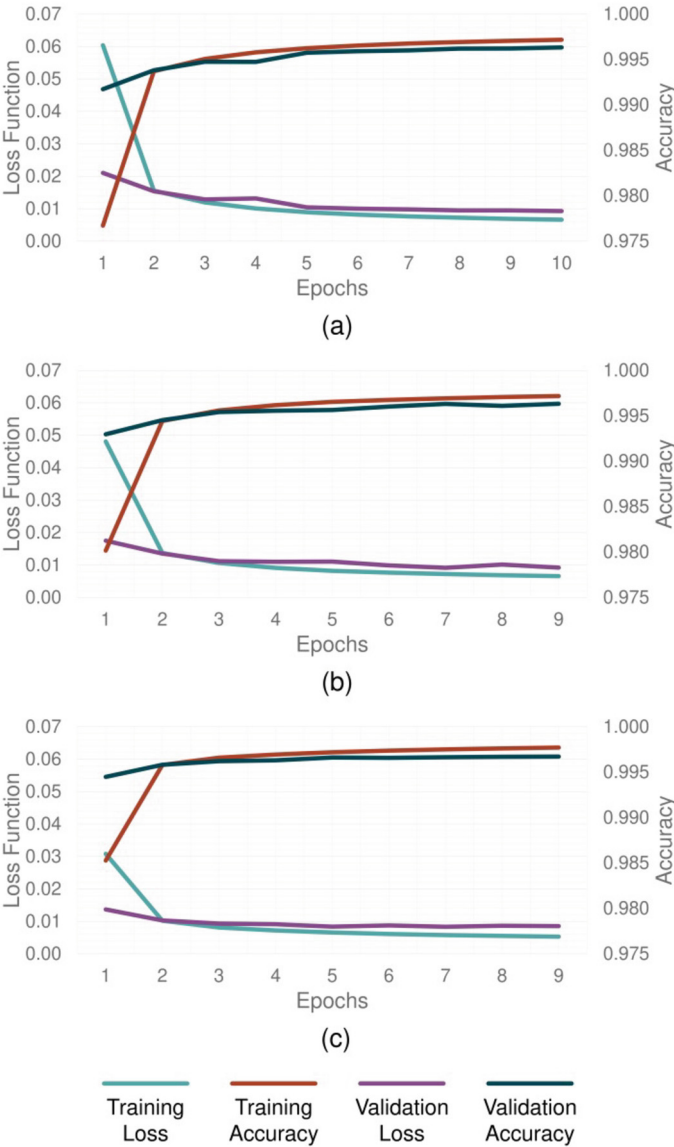 0.07 1.000
0.06 0.995
0.05 0.990
0.04 0.985
0.03 0.980
0.02
0.01
0.00 0.975
Loss Function
Accuracy
1 2 3 4 5 6 7 8 9 10
Epochs
(a)
0.07 1.000
0.06 0.995
0.05 0.990
0.04 0.985
0.03 0.980
0.02
0.01
0.00 0.975
Loss Function
Accuracy
1 2 3 4 5 6 7 8 9
Epochs
(b)
0.07 1.000
0.06 0.995
0.05 0.990
0.04 0.985
0.03 0.980
0.02
0.01
0.00 0.975
Loss Function
Accuracy
1 2 3 4 5 6 7 8 9
Epochs
(c)
Training Training Validation Validation
Loss Accuracy Loss Accuracy